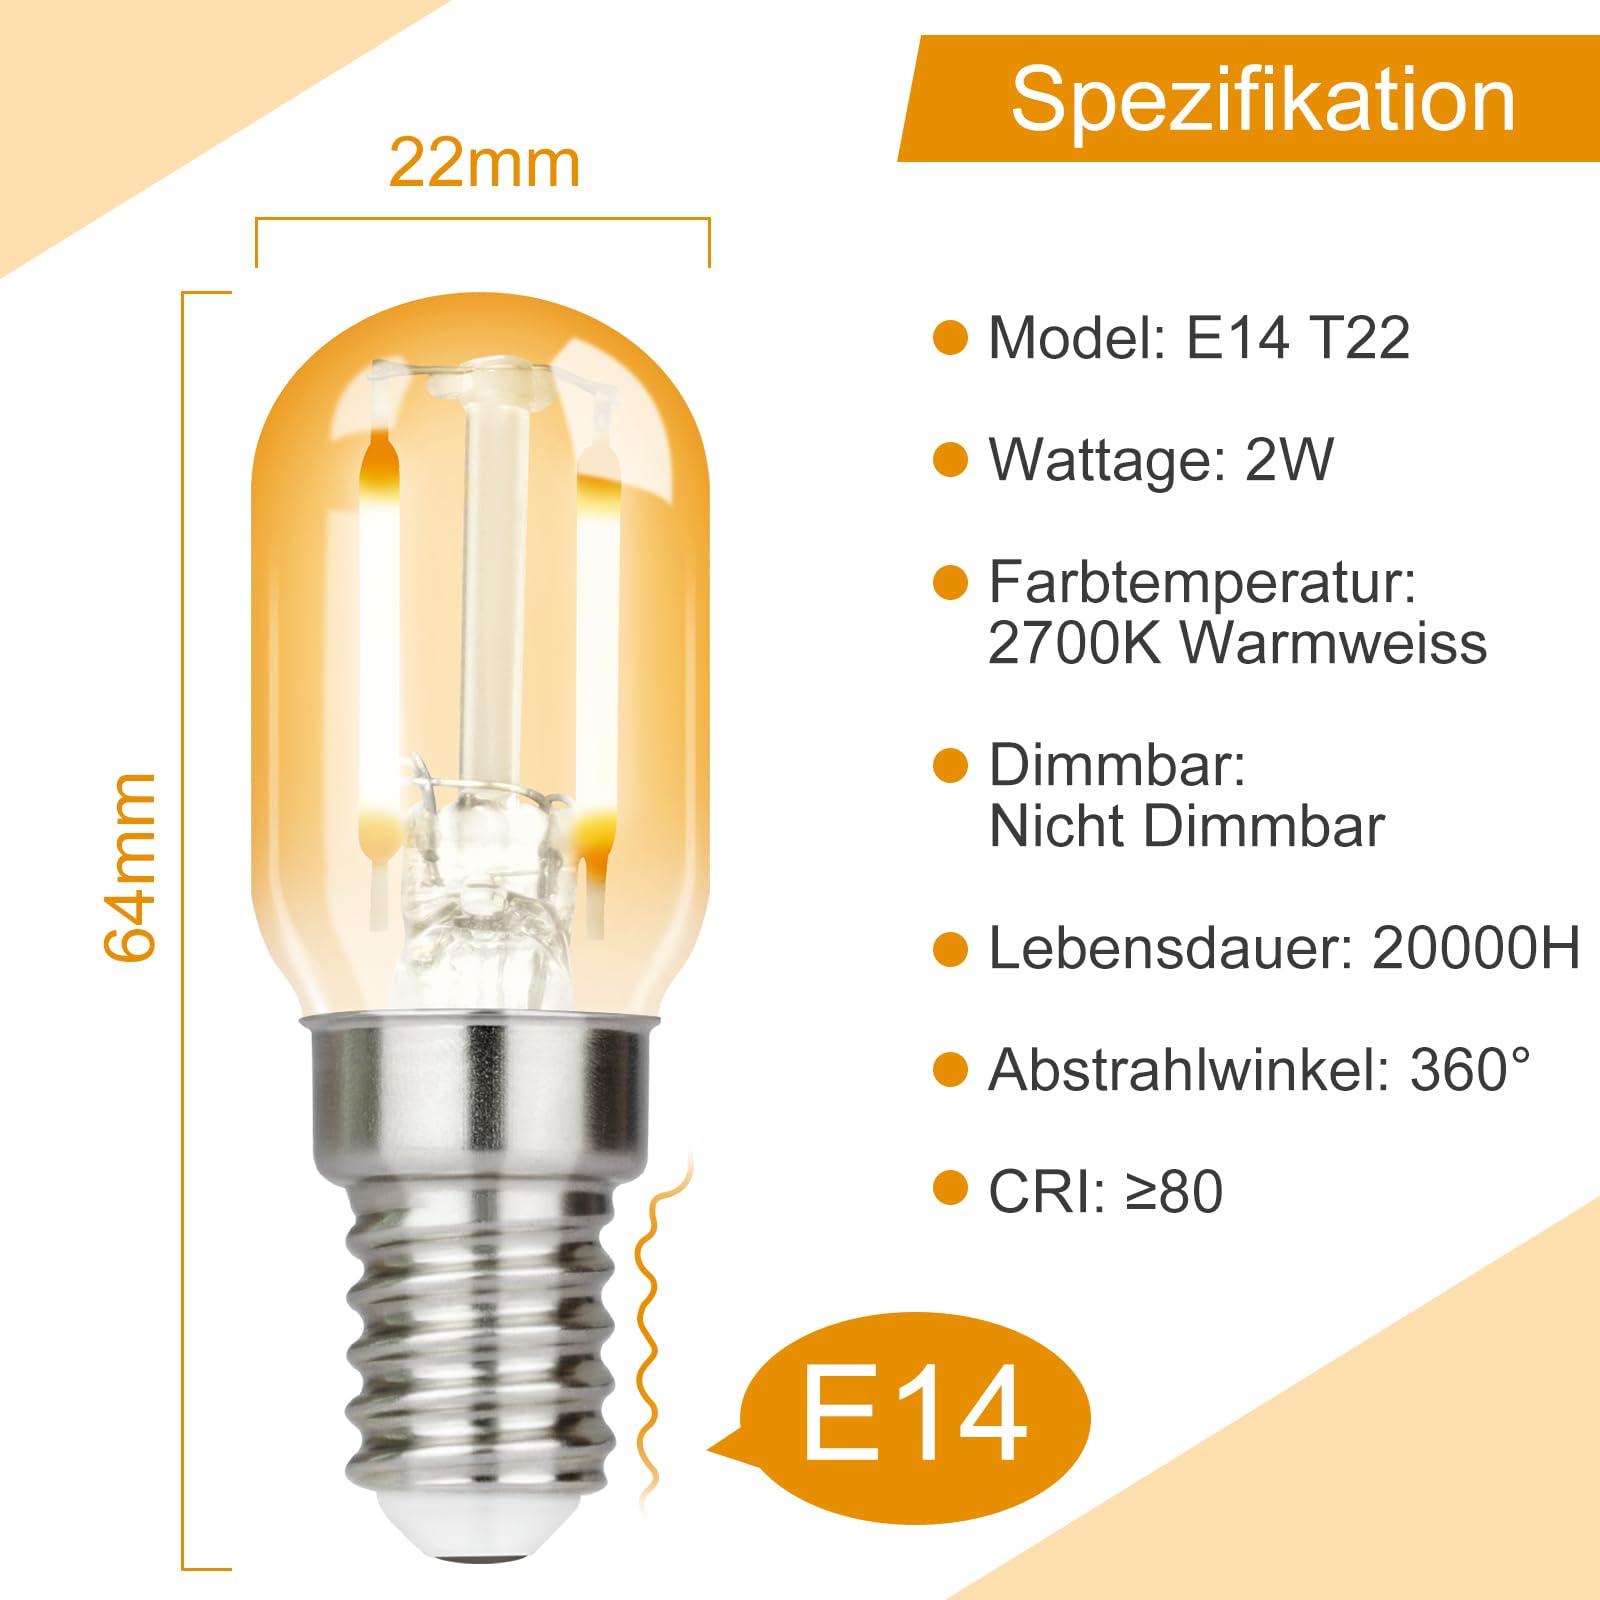 Spezifikation
22mm
64mm
Model: E14 T22
Wattage: 2W
Farbtemperatur:
2700K Warmweiss
Dimmbar:
Nicht Dimmbar
Lebensdauer: 20000H
Abstrahlwinkel: 360°
CRI: ≥80
E14